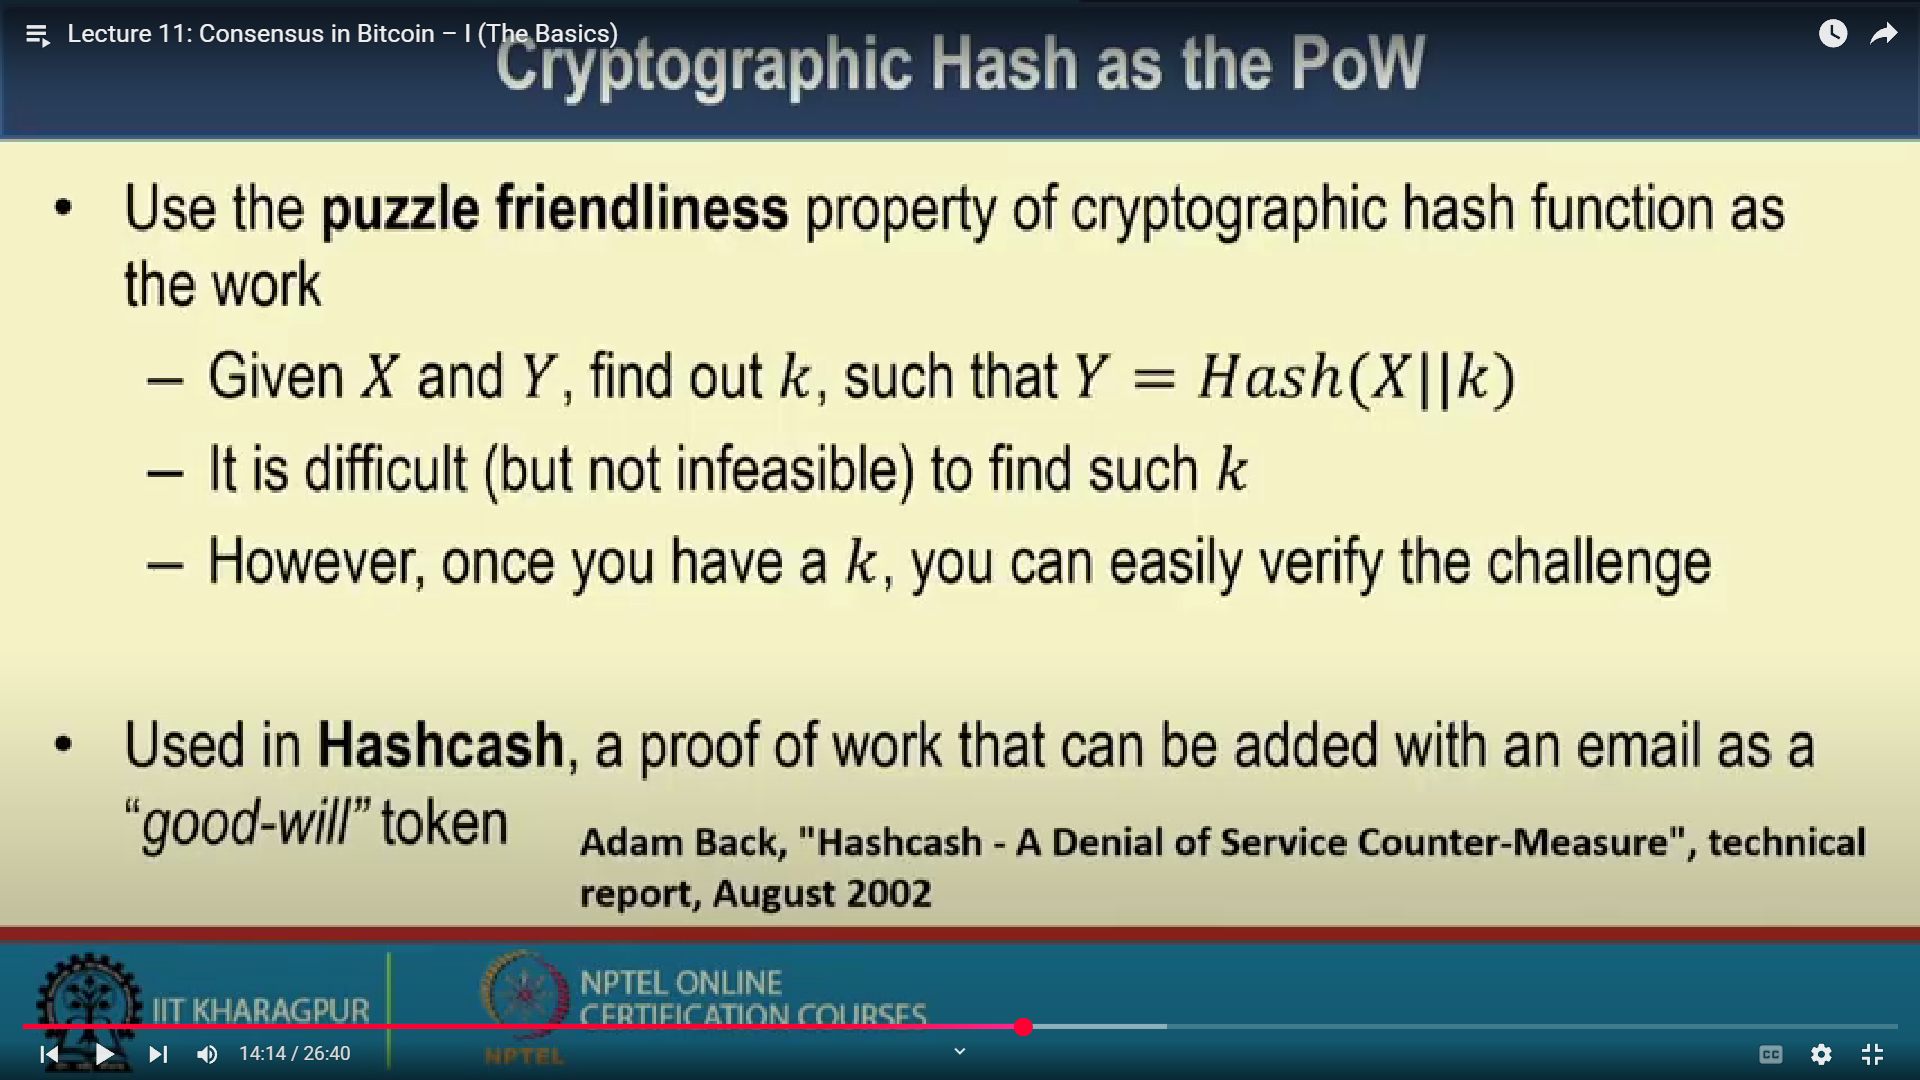 Lecture 11: Consensus in Bitcoin – I (The Basics)
Cryptographic Hash as the PoW
• Use the puzzle friendliness property of cryptographic hash function as
the work
– Given X and Y, find out k, such that Y = Hash(X||k)
– It is difficult (but not infeasible) to find such k
– However, once you have a k, you can easily verify the challenge
• Used in Hashcash, a proof of work that can be added with an email as a
“good-will” token
Adam Back, "Hashcash - A Denial of Service Counter-Measure", technical
report, August 2002
IIT KHARAGPUR
NPTEL ONLINE
CERTIFICATION COURSES
NPTEL
14:14 / 26:40
CC